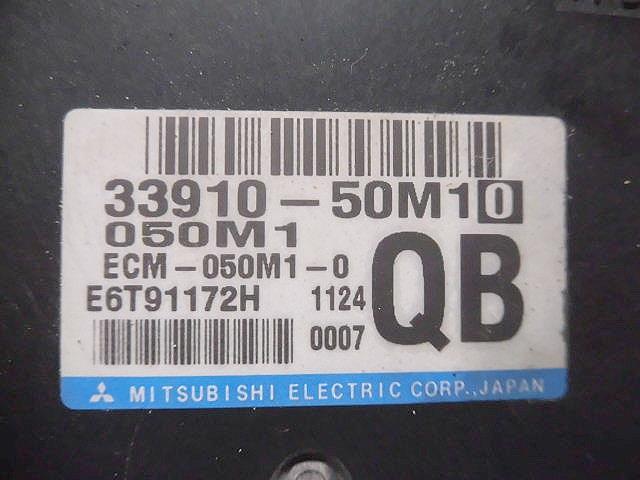 33910-50M10
050M1
ECM-050M1-0
E6T91172H 1124 QB
0007
MITSUBISHI ELECTRIC CORP.,JAPAN